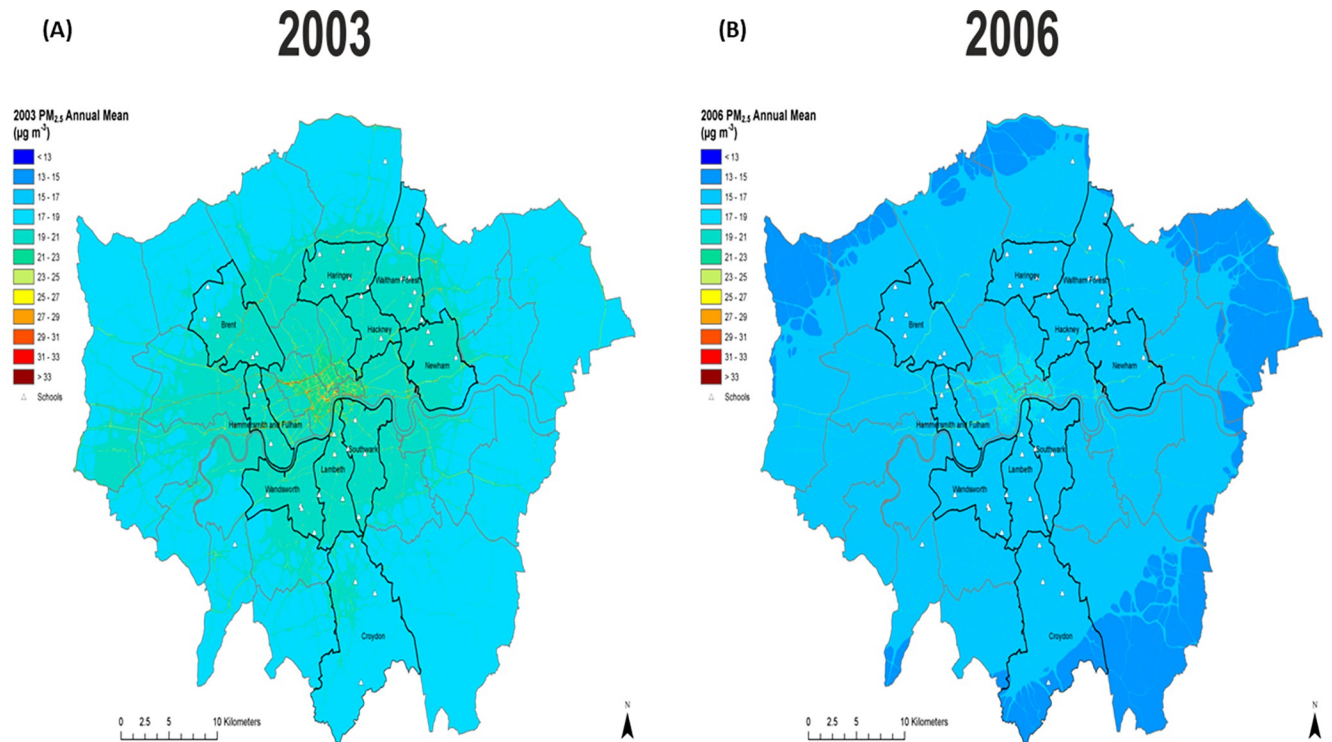 (A)
2003
2003 PM2.5 Annual Mean
(µg m-3)
< 13
13 - 15
15 - 17
17 - 19
19 - 21
21 - 23
23 - 25
25 - 27
27 - 29
29 - 31
31 - 33
> 33
Schools
Haringey
Waltham Forest
Brent
Hackney
Newham
Hammersmith and Fulham
Southwark
Lambeth
Wandsworth
Croydon
0 2.5 5 10 Kilometers
N
(B)
2006
2006 PM2.5 Annual Mean
(µg m-3)
< 13
13 - 15
15 - 17
17 - 19
19 - 21
21 - 23
23 - 25
25 - 27
27 - 29
29 - 31
31 - 33
> 33
Schools
Haringey
Waltham Forest
Brent
Hackney
Newham
Hammersmith and Fulham
Southwark
Lambeth
Wandsworth
Croydon
0 2.5 5 10 Kilometers
N